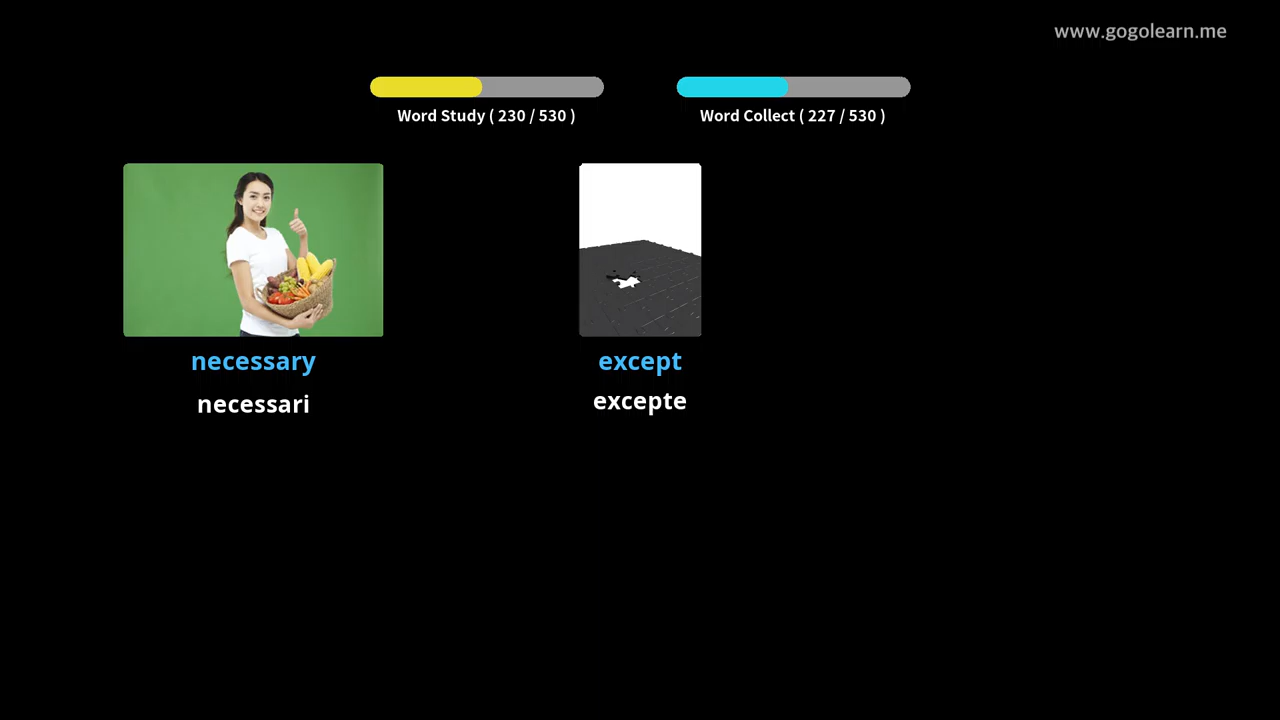 www.gogolearn.me
Word Study ( 230 / 530 )
Word Collect ( 227 / 530 )
necessary
necessari
except
excepte